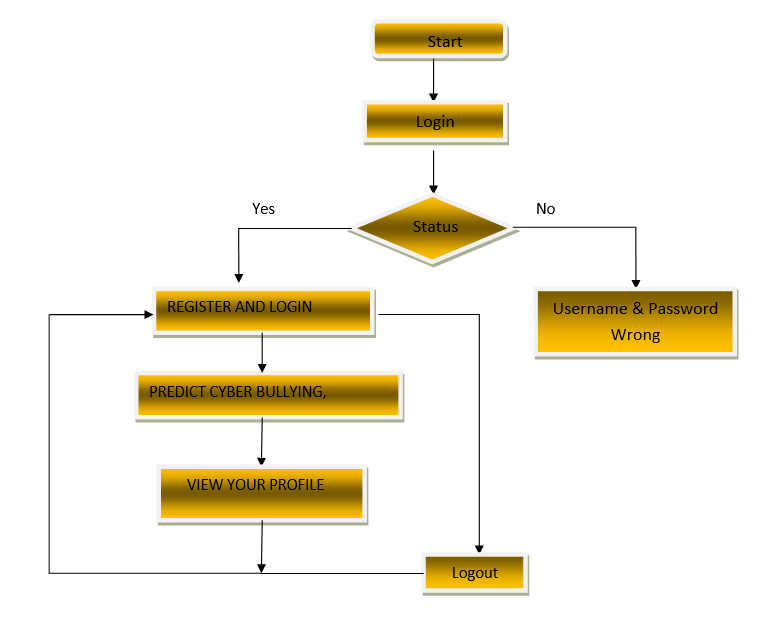 Start
Login
Status
Yes
No
REGISTER AND LOGIN
Username & Password
Wrong
PREDICT CYBER BULLYING,
VIEW YOUR PROFILE
Logout